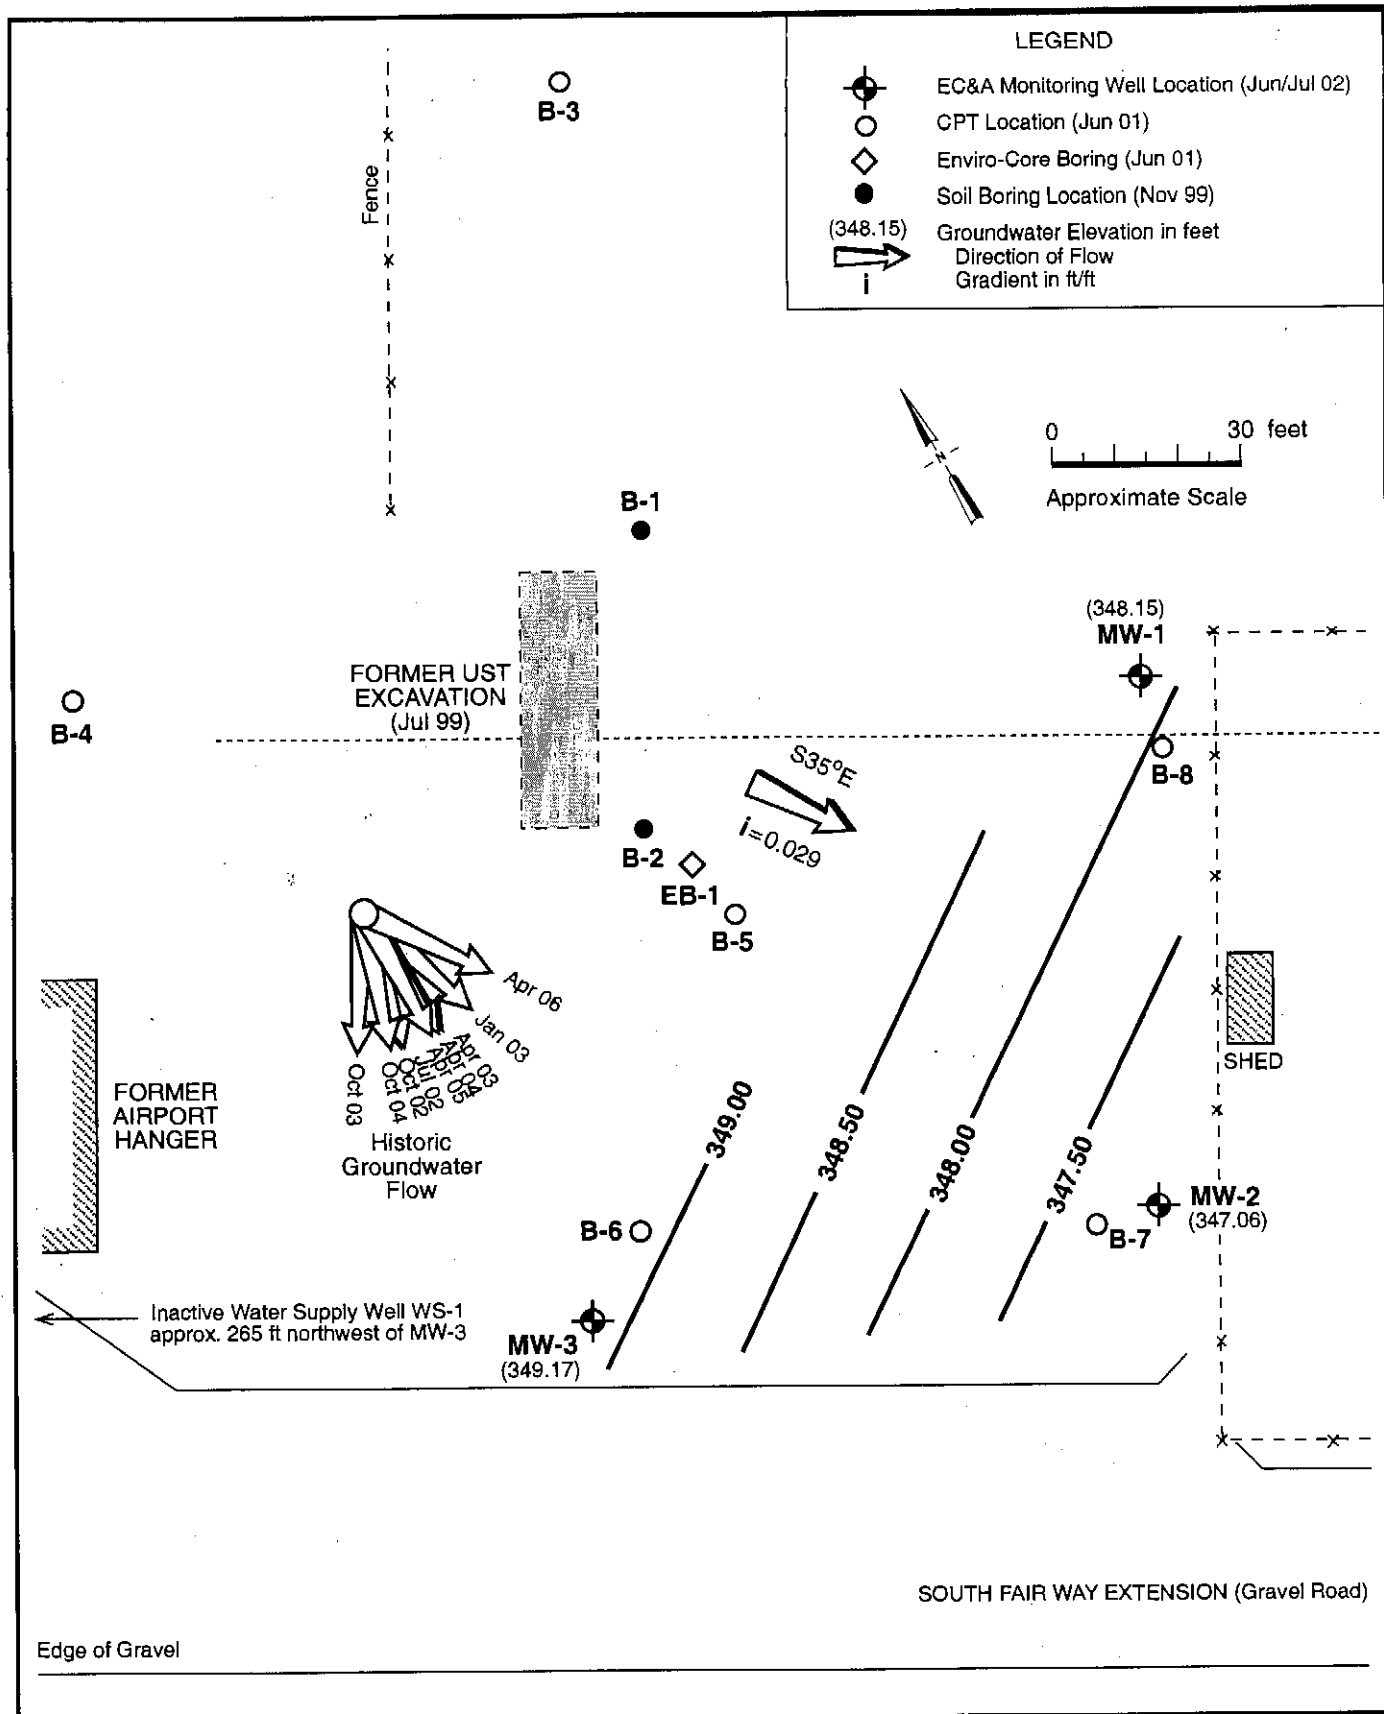 LEGEND
EC&A Monitoring Well Location (Jun/Jul 02)
CPT Location (Jun 01)
Enviro-Core Boring (Jun 01)
Soil Boring Location (Nov 99)
(348.15) Groundwater Elevation in feet
Direction of Flow
i Gradient in ft/ft
B-3
Fence
N
0 30 feet
Approximate Scale
B-1
(348.15)
MW-1
FORMER UST
EXCAVATION
(Jul 99)
B-4
S35°E
i=0.029
B-8
B-2
EB-1
B-5
Apr 06
Jan 03
Apr 03
Apr 04
Apr 05
Jul 02
Oct 02
Oct 04
Oct 03
Historic
Groundwater
Flow
FORMER
AIRPORT
HANGER
SHED
349.00
348.50
348.00
347.50
MW-2
(347.06)
B-7
B-6
Inactive Water Supply Well WS-1
approx. 265 ft northwest of MW-3
MW-3
(349.17)
SOUTH FAIR WAY EXTENSION (Gravel Road)
Edge of Gravel